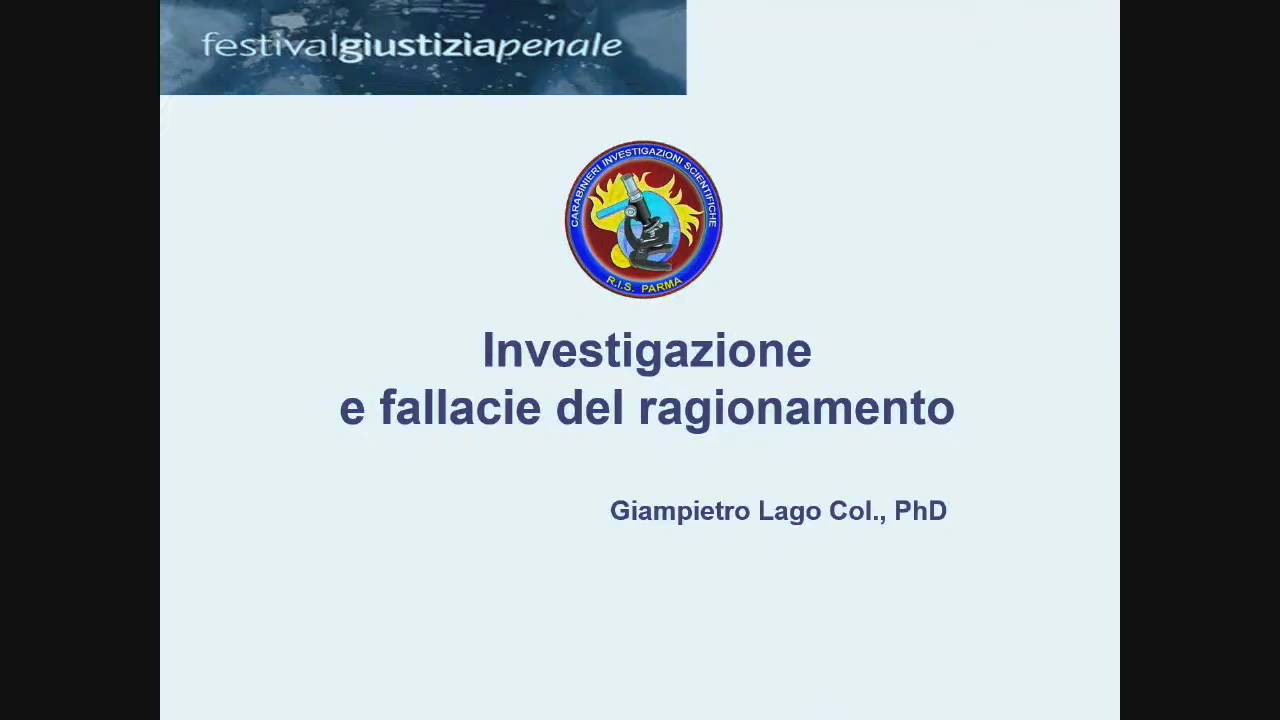 festivalgiustiziapenale
CARABINIERI INVESTIGAZIONI SCIENTIFICHE
R.I.S. PARMA
Investigazione
e fallacie del ragionamento
Giampietro Lago Col., PhD